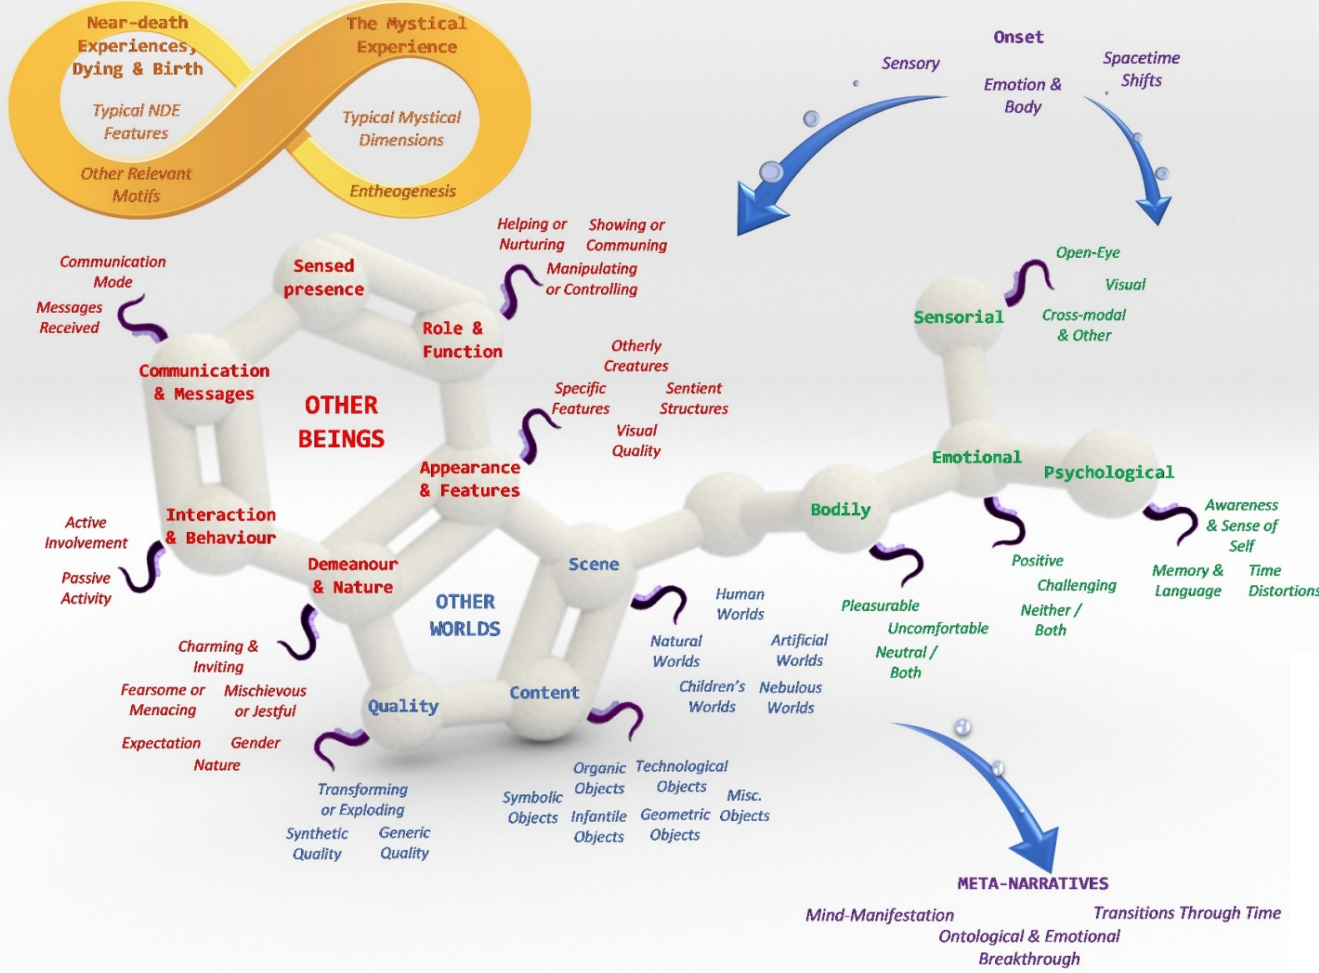 Near-death
Experiences,
Dying & Birth
Typical NDE
Features
Other Relevant
Motifs
The Mystical
Experience
Typical Mystical
Dimensions
Entheogenesis
Onset
Sensory
Emotion &
Body
Spacetime
Shifts
OTHER
BEINGS
Sensed
presence
Role &
Function
Helping or
Nurturing
Showing or
Communing
Manipulating
or Controlling
Communication
& Messages
Communication
Mode
Messages
Received
Appearance
& Features
Otherly
Creatures
Specific
Features
Sentient
Structures
Visual
Quality
Interaction
& Behaviour
Active
Involvement
Passive
Activity
Demeanour
& Nature
Charming &
Inviting
Fearsome or
Menacing
Mischievous
or Jestful
Expectation
Gender
Nature
OTHER
WORLDS
Scene
Human
Worlds
Natural
Worlds
Artificial
Worlds
Children's
Worlds
Nebulous
Worlds
Quality
Transforming
or Exploding
Synthetic
Quality
Generic
Quality
Content
Organic
Objects
Technological
Objects
Symbolic
Objects
Infantile
Objects
Geometric
Objects
Misc.
Objects
Sensorial
Open-Eye
Visual
Cross-modal
& Other
Bodily
Pleasurable
Uncomfortable
Neutral /
Both
Emotional
Positive
Challenging
Neither /
Both
Psychological
Awareness
& Sense of
Self
Memory &
Language
Time
Distortions
META-NARRATIVES
Mind-Manifestation
Transitions Through Time
Ontological & Emotional
Breakthrough